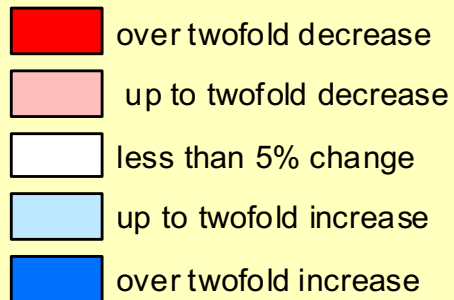 over twofold decrease
up to twofold decrease
less than 5% change
up to twofold increase
over twofold increase